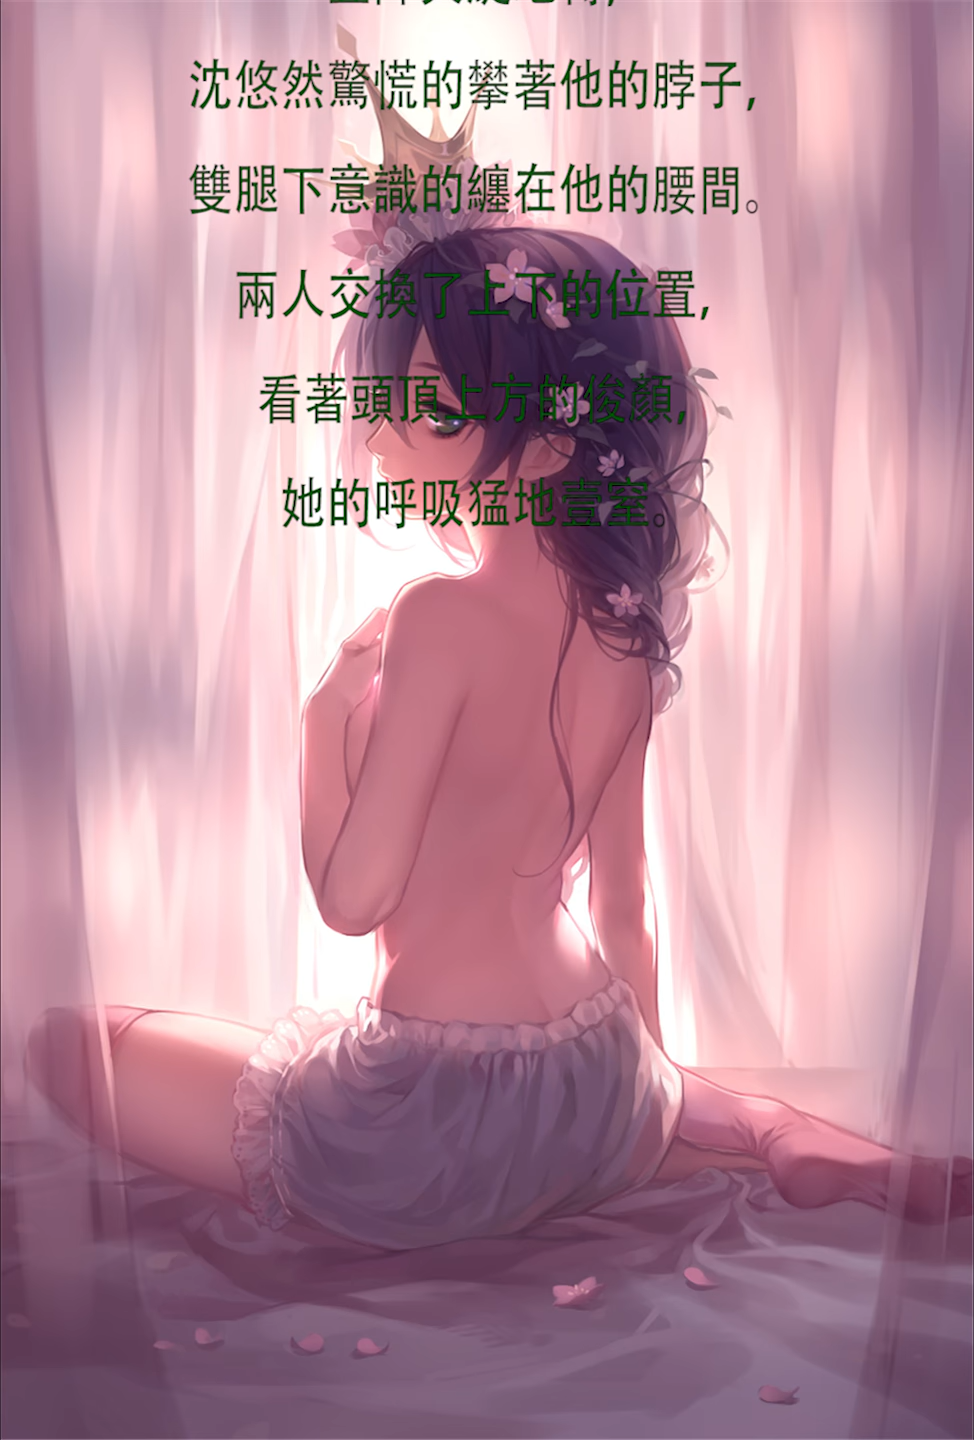 沈悠然驚慌的攀著他的脖子,
雙腿下意識的纏在他的腰間。
兩人交換了上下的位置,
看著頭頂上方的俊顏,
她的呼吸猛地壹窒。